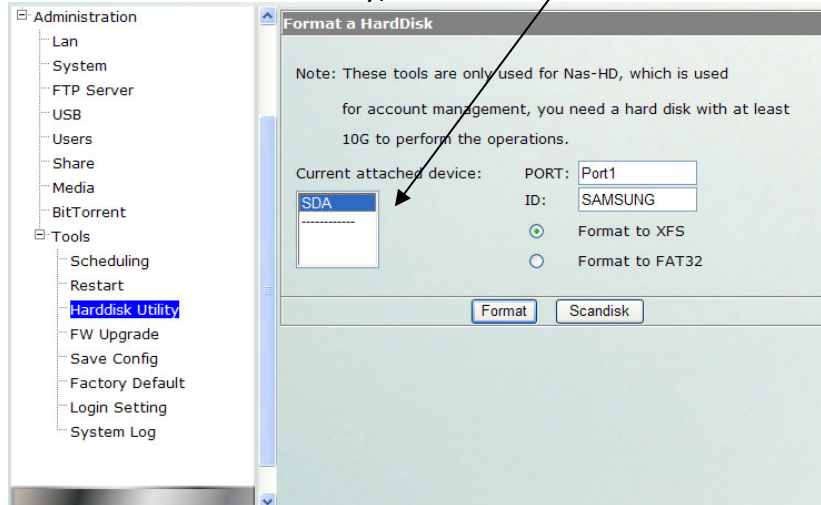 Administration
Lan
System
FTP Server
USB
Users
Share
Media
BitTorrent
Tools
Scheduling
Restart
Harddisk Utility
FW Upgrade
Save Config
Factory Default
Login Setting
System Log
Format a HardDisk
Note: These tools are only used for Nas-HD, which is used
for account management, you need a hard disk with at least
10G to perform the operations.
Current attached device:
SDA
------------
PORT: Port1
ID: SAMSUNG
Format to XFS
Format to FAT32
Format Scandisk